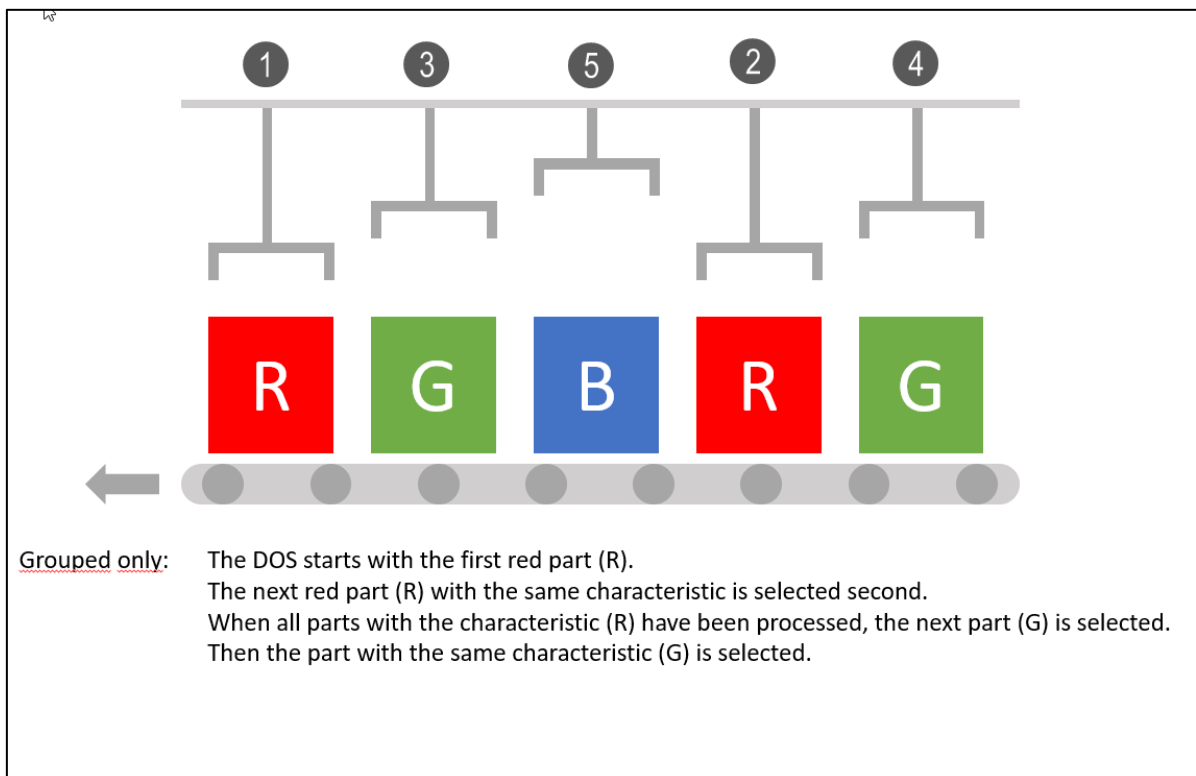 1 3 5 2 4
R G B R G
Grouped only: The DOS starts with the first red part (R).
The next red part (R) with the same characteristic is selected second.
When all parts with the characteristic (R) have been processed, the next part (G) is selected.
Then the part with the same characteristic (G) is selected.